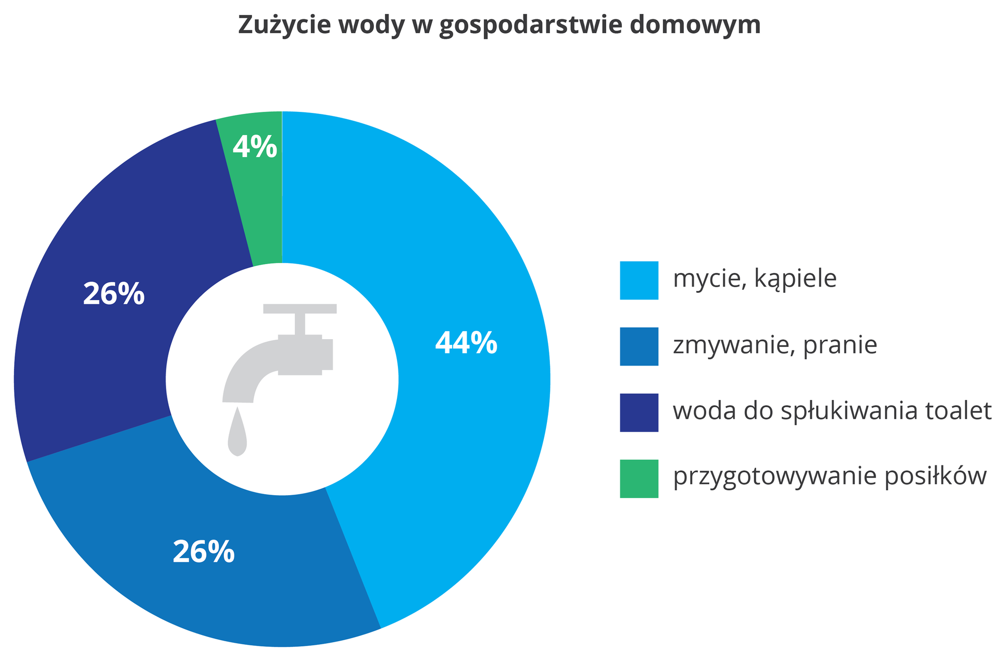 Zużycie wody w gospodarstwie domowym
4%
26%
44%
26%
mycie, kąpiele
zmywanie, pranie
woda do spłukiwania toalet
przygotowywanie posiłków